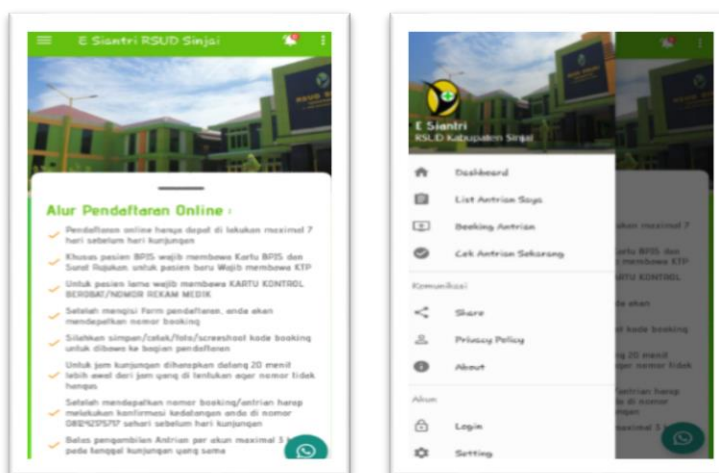 E Siantri RSUD Sinjai
Alur Pendaftaran Online :
Pendaftaran online hanya dapat di lakukan maximal 7
hari sebelum hari kunjungan
Khusus pasien BPJS wajib membawa Kartu BPJS dan
Surat Rujukan untuk pasien baru Wajib membawa KTP
Untuk pasien lama wajib membawa KARTU KONTROL
BEROBAT/NOMOR REKAM MEDIK
Setelah mengisi Form pendaftaran, anda akan
mendapatkan nomor booking
Silahkan simpan/cetak/foto/screeshoot kode booking
untuk dibawa ke bagian pendaftaran
Untuk jam kunjungan diharapkan datang 20 menit
lebih awal dari jam yang di tentukan agar nomor tidak
hangus
Setelah mendapatkan nomor booking/antrian harap
melakukan konfirmasi kedatangan anda di nomor
sehari sebelum hari kunjungan
Batas pengambilan Antrian per akun maximal 3
pada tanggal kunjungan yang sama
E Siantri
RSUD Kabupaten Sinjai
Dashboard
List Antrian Saya
Booking Antrian
Cek Antrian Sekarang
Komunikasi
Share
Privacy Policy
About
Akun
Login
Setting